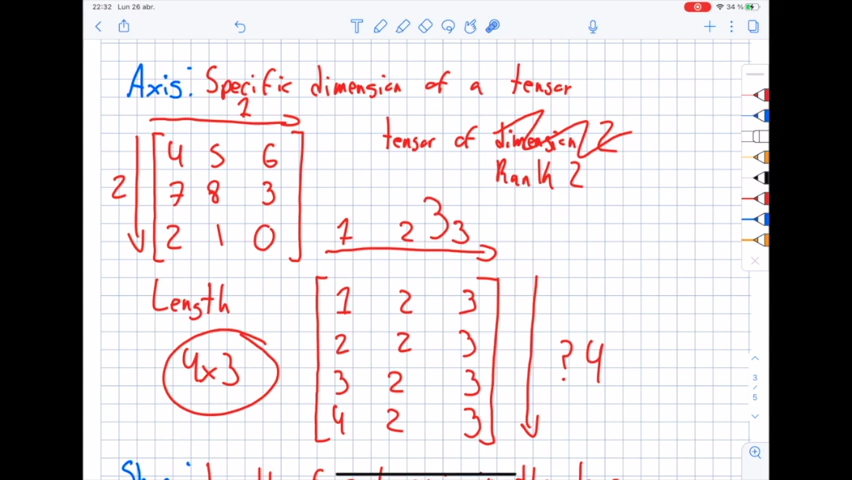 22:32 Lun 26 abr.
34 %
T
Axis: Specific dimension of a tensor
1
tensor of dimension 2
Rank 2
2
4 5 6
7 8 3
2 1 0
3
1 2 3
Length
4x3
1 2 3
2 2 3
3 2 3
4 2 3
? 4
3
5